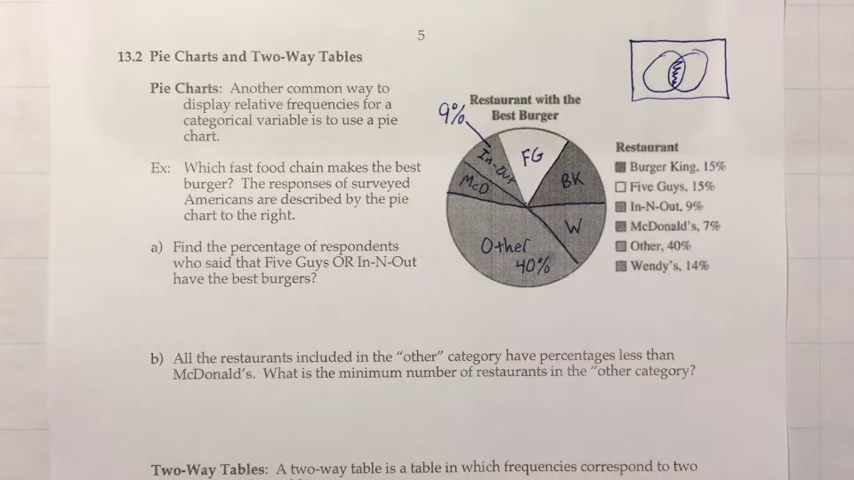 5
13.2 Pie Charts and Two-Way Tables
Pie Charts: Another common way to
display relative frequencies for a
categorical variable is to use a pie
chart.
Ex: Which fast food chain makes the best
burger? The responses of surveyed
Americans are described by the pie
chart to the right.
a) Find the percentage of respondents
who said that Five Guys OR In-N-Out
have the best burgers?
Restaurant with the
Best Burger
9%
In-Out
FG
BK
McD
W
Other
40%
Restaurant
Burger King, 15%
Five Guys, 15%
In-N-Out, 9%
McDonald's, 7%
Other, 40%
Wendy's, 14%
b) All the restaurants included in the "other" category have percentages less than
McDonald's. What is the minimum number of restaurants in the "other category?
Two-Way Tables: A two-way table is a table in which frequencies correspond to two